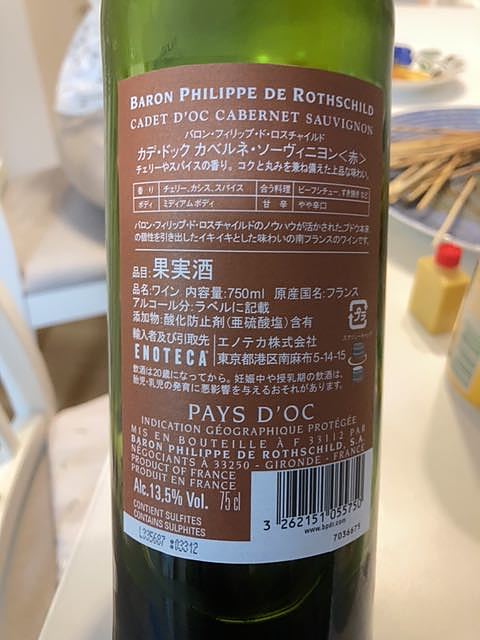 BARON PHILIPPE DE ROTHSCHILD
CADET D'OC CABERNET SAUVIGNON
バロン・フィリップ・ド・ロスチャイルド
カデ・ドック カベルネ・ソーヴィニヨン<赤>
チェリーやスパイスの香り。コクと丸みを兼ね備えた上品な味わい。
香り チェリー、カシス、スパイス 合う料理 ビーフシチュー、すき焼き など
ボディ ミディアムボディ 甘辛 やや辛口
バロン・フィリップ・ド・ロスチャイルドのノウハウが活かされた、ブドウ本来
の個性を引き出したイキイキとした味わいの南フランスのワインです。
品目:果実酒
品名:ワイン 内容量:750ml 原産国名:フランス
アルコール分:ラベルに記載
添加物:酸化防止剤(亜硫酸塩)含有
プラ
輸入者及び引取先 エノテカ株式会社
ENOTECA 東京都港区南麻布5-14-15
飲酒は20歳になってから。妊娠中や授乳期の飲酒は、
胎児・乳児の発育に悪影響を与えるおそれがあります。
PAYS D'OC
INDICATION GÉOGRAPHIQUE PROTÉGÉE
MIS EN BOUTEILLE À F 33112 PAR
BARON PHILIPPE DE ROTHSCHILD, S.A.
NÉGOCIANTS À 33250 - GIRONDE - FRANCE
PRODUCT OF FRANCE
PRODUIT EN FRANCE
Alc.13.5% Vol. 75 cl
CONTIENT SULFITES
CONTAINS SULPHITES
3 262151 055750
www.bpdr.com
7036675
L335687 03312